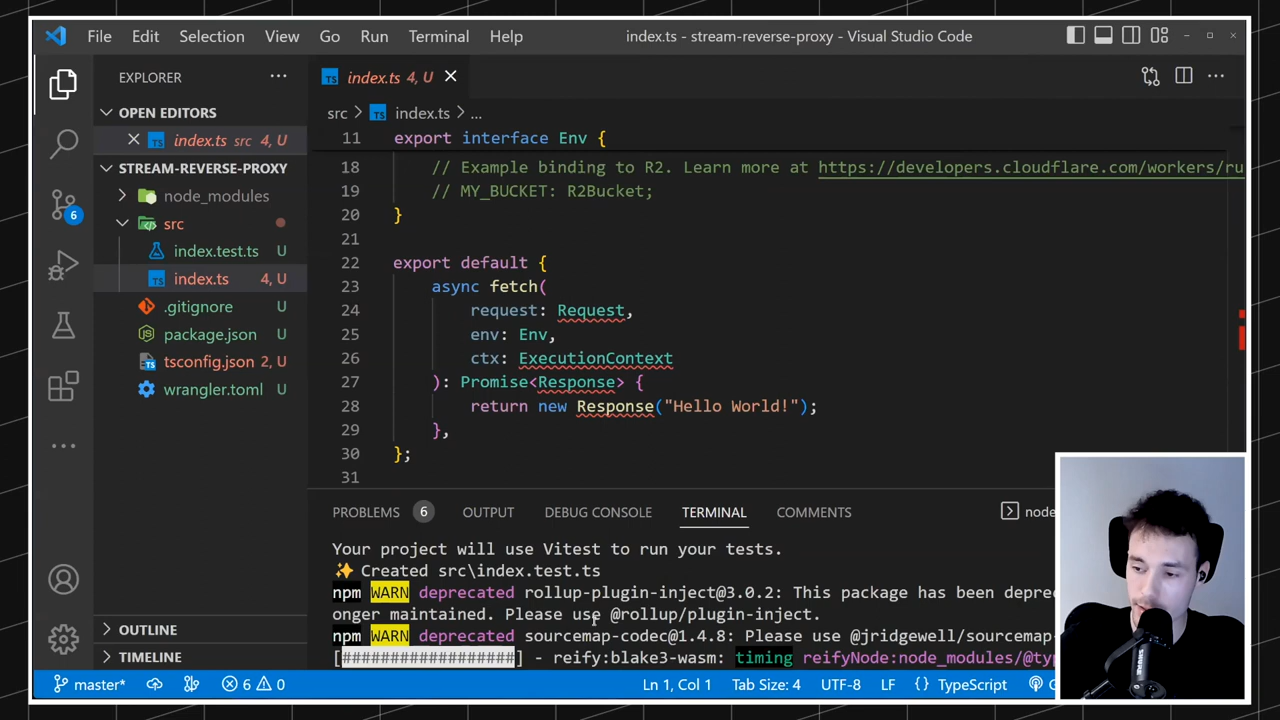 File Edit Selection View Go Run Terminal Help
index.ts - stream-reverse-proxy - Visual Studio Code
EXPLORER
OPEN EDITORS
index.ts src 4, U
STREAM-REVERSE-PROXY
node_modules
src
index.test.ts U
index.ts 4, U
.gitignore U
package.json U
tsconfig.json 2, U
wrangler.toml U
OUTLINE
TIMELINE
6
TS index.ts 4, U
src > TS index.ts > ...
11 export interface Env {
18 // Example binding to R2. Learn more at https://developers.cloudflare.com/workers/ru
19 // MY_BUCKET: R2Bucket;
20 }
21
22 export default {
23 async fetch(
24 request: Request,
25 env: Env,
26 ctx: ExecutionContext
27 ): Promise<Response> {
28 return new Response("Hello World!");
29 },
30 };
31
PROBLEMS 6 OUTPUT DEBUG CONSOLE TERMINAL COMMENTS node
Your project will use Vitest to run your tests.
✨ Created src\index.test.ts
npm WARN deprecated rollup-plugin-inject@3.0.2: This package has been depre
onger maintained. Please use @rollup/plugin-inject.
npm WARN deprecated sourcemap-codec@1.4.8: Please use @jridgewell/sourcemap-
[#################] - reify:blake3-wasm: timing reifyNode:node_modules/@typ
master* 6 0 Ln 1, Col 1 Tab Size: 4 UTF-8 LF {} TypeScript